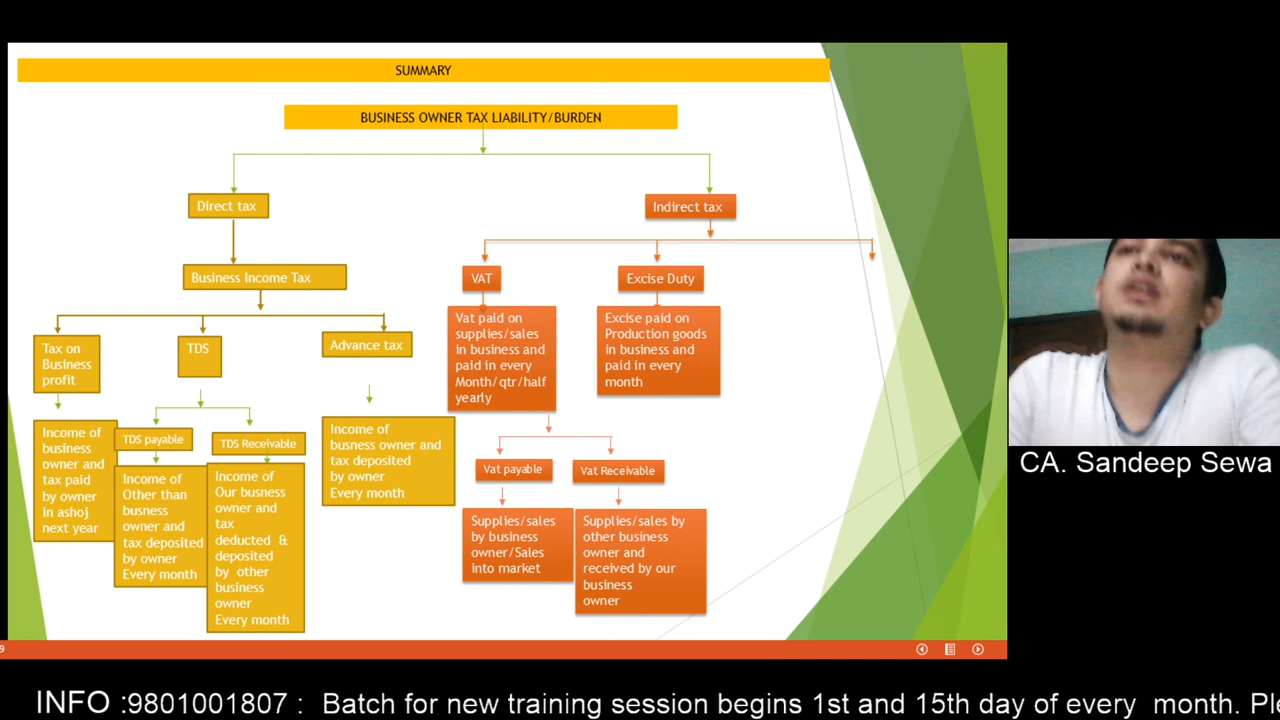 SUMMARY
BUSINESS OWNER TAX LIABILITY/BURDEN
Direct tax
Indirect tax
Business Income Tax
VAT
Excise Duty
Tax on
Business
profit
TDS
Advance tax
Vat paid on
supplies/sales
in business and
paid in every
Month/qtr/half
yearly
Excise paid on
Production goods
in business and
paid in every
month
Income of
business
owner and
tax paid
by owner
in ashoj
next year
TDS payable
TDS Receivable
Income of
Other than
business
owner and
tax deposited
by owner
Every month
Income of
Our busness
owner and
tax
deducted &
deposited
by other
business
owner
Every month
Income of
business owner and
tax deposited
by owner
Every month
Vat payable
Vat Receivable
Supplies/sales
by business
owner/Sales
into market
Supplies/sales by
other business
owner and
received by our
business
owner
9
CA. Sandeep Sewa
INFO :9801001807 : Batch for new training session begins 1st and 15th day of every month.